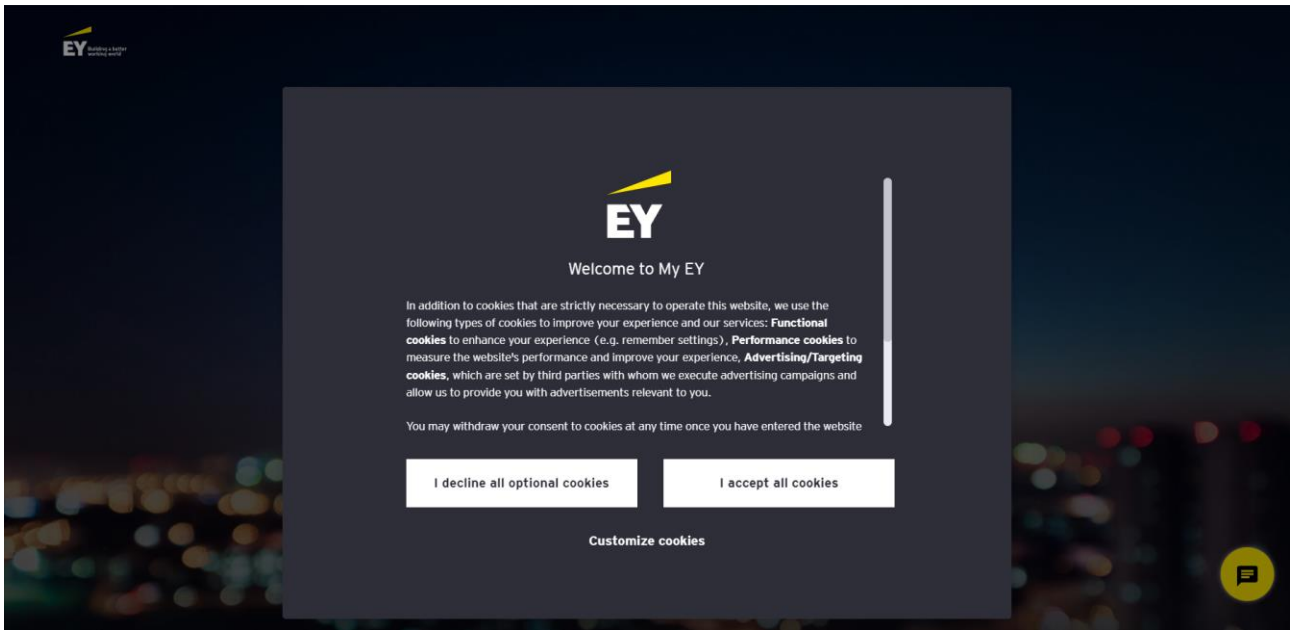 EY Building a better
working world
EY
Welcome to My EY
In addition to cookies that are strictly necessary to operate this website, we use the
following types of cookies to improve your experience and our services: Functional
cookies to enhance your experience (e.g. remember settings), Performance cookies to
measure the website's performance and improve your experience, Advertising/Targeting
cookies, which are set by third parties with whom we execute advertising campaigns and
allow us to provide you with advertisements relevant to you.
You may withdraw your consent to cookies at any time once you have entered the website
I decline all optional cookies
I accept all cookies
Customize cookies